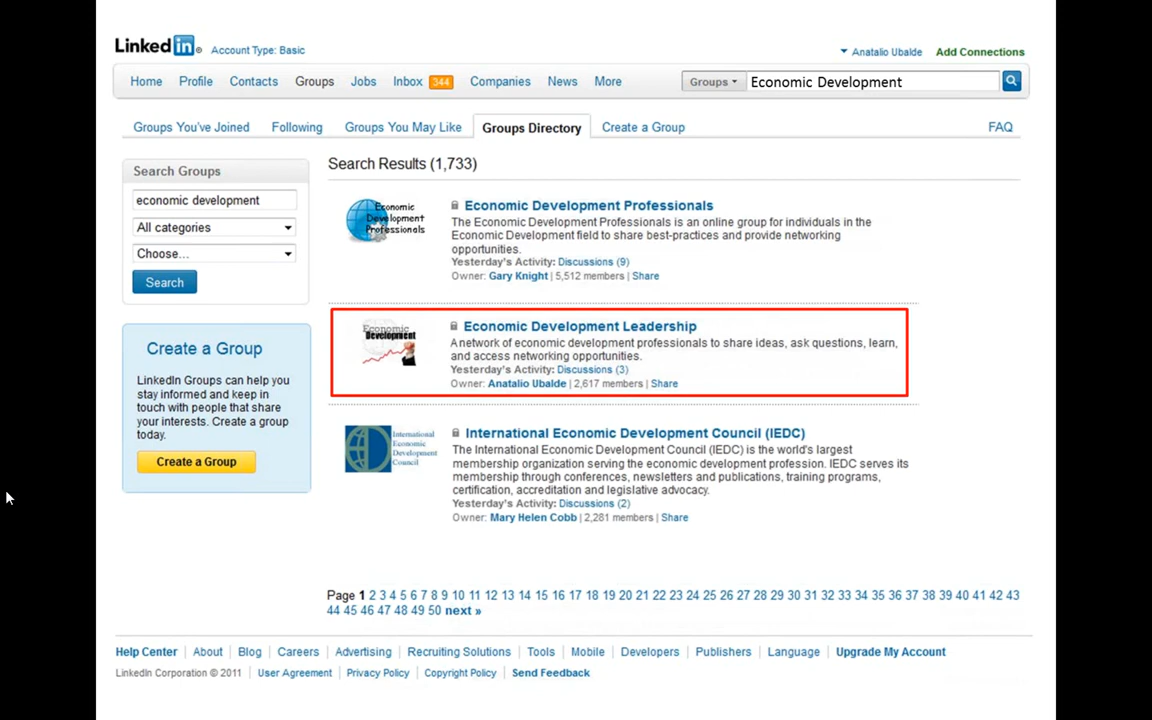 Linked in® Account Type: Basic
Anatalio Ubalde Add Connections
Home Profile Contacts Groups Jobs Inbox 344 Companies News More Groups Economic Development
Groups You've Joined Following Groups You May Like Groups Directory Create a Group FAQ
Search Groups
economic development
All categories
Choose...
Search
Create a Group
LinkedIn Groups can help you
stay informed and keep in
touch with people that share
your interests. Create a group
today.
Create a Group
Search Results (1,733)
Economic
Development
Professionals
Economic Development Professionals
The Economic Development Professionals is an online group for individuals in the
Economic Development field to share best-practices and provide networking
opportunities.
Yesterday's Activity: Discussions (9)
Owner: Gary Knight | 5,512 members | Share
Economic
Development
Economic Development Leadership
A network of economic development professionals to share ideas, ask questions, learn,
and access networking opportunities.
Yesterday's Activity: Discussions (3)
Owner: Anatalio Ubalde | 2,617 members | Share
International
Economic
Development
Council
International Economic Development Council (IEDC)
The International Economic Development Council (IEDC) is the world's largest
membership organization serving the economic development profession. IEDC serves its
membership through conferences, newsletters and publications, training programs,
certification, accreditation and legislative advocacy.
Yesterday's Activity: Discussions (2)
Owner: Mary Helen Cobb | 2,281 members | Share
Page 1 2 3 4 5 6 7 8 9 10 11 12 13 14 15 16 17 18 19 20 21 22 23 24 25 26 27 28 29 30 31 32 33 34 35 36 37 38 39 40 41 42 43
44 45 46 47 48 49 50 next »
Help Center About Blog Careers Advertising Recruiting Solutions Tools Mobile Developers Publishers Language Upgrade My Account
LinkedIn Corporation © 2011 User Agreement Privacy Policy Copyright Policy Send Feedback